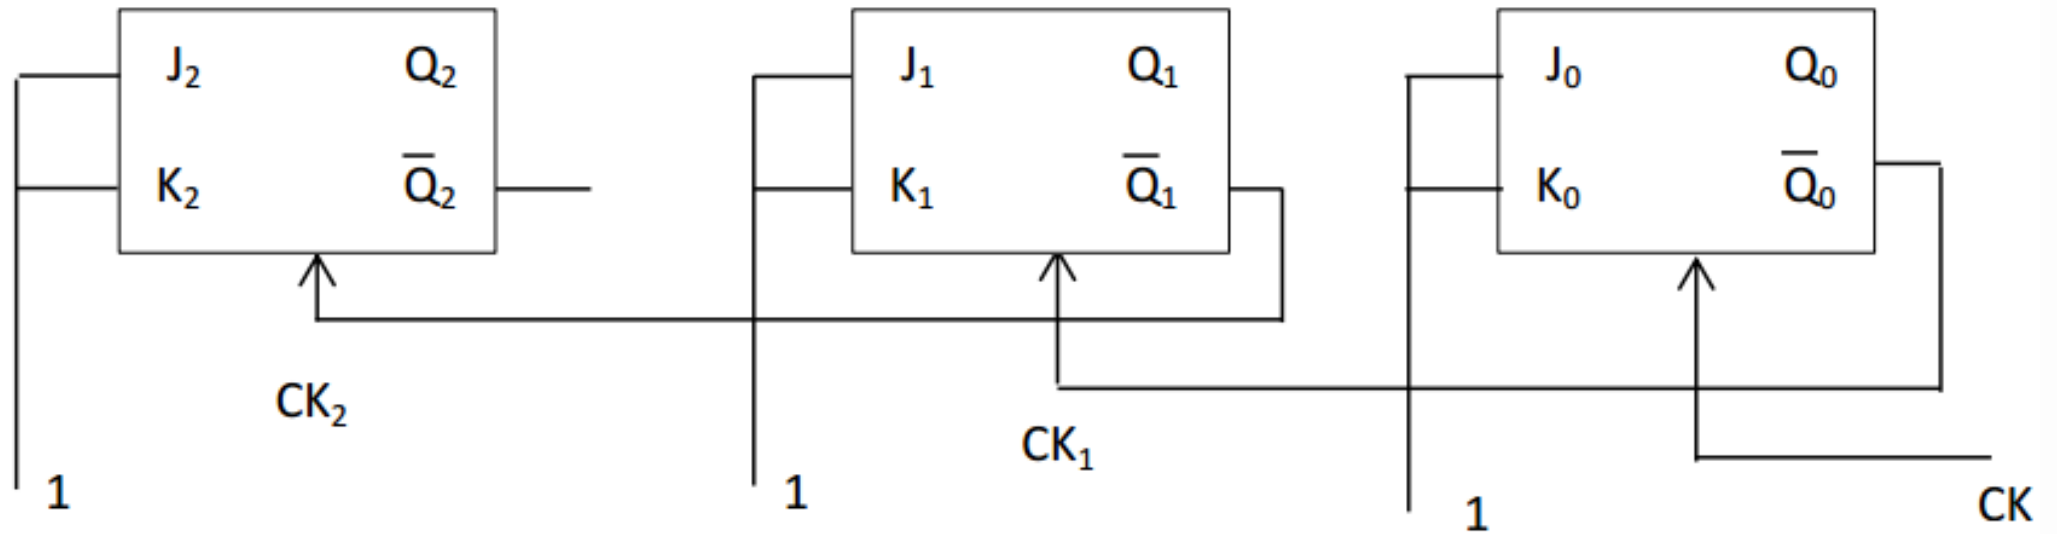 J₂ Q₂ J₁ Q₁ J₀ Q₀
K₂ Q̅₂ K₁ Q̅₁ K₀ Q̅₀
CK₂
CK₁
1 1 1 CK